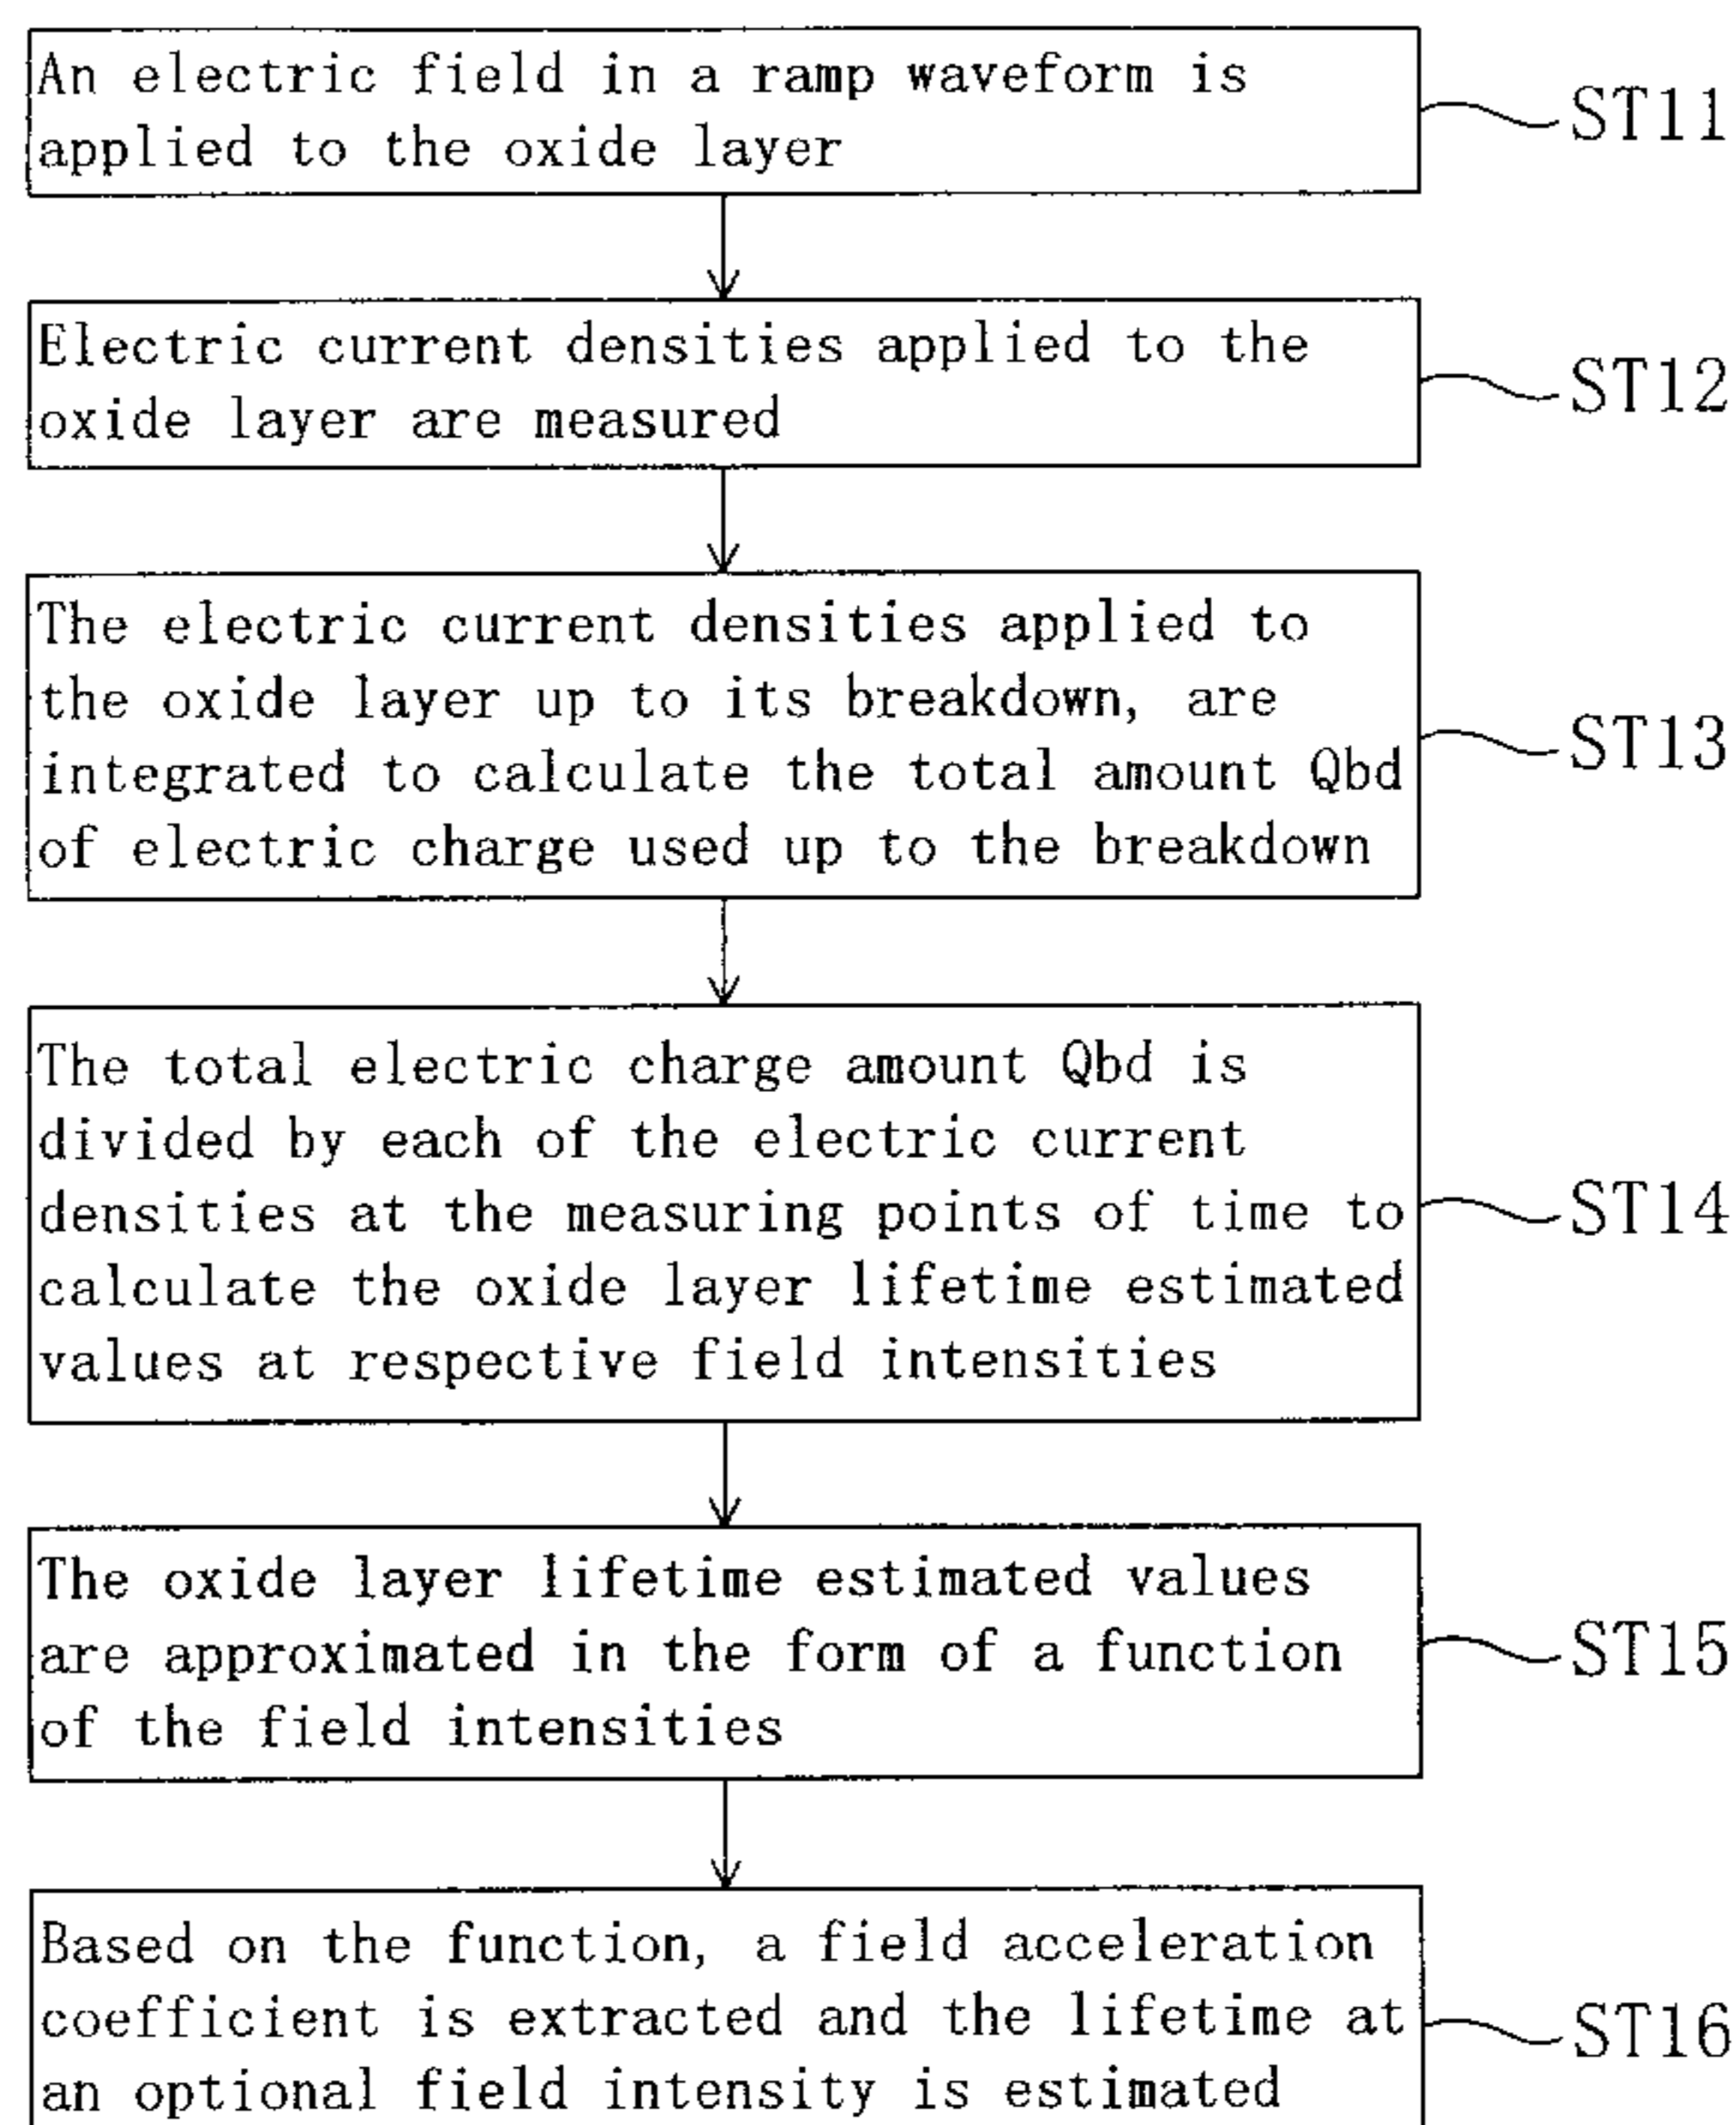 An electric field in a ramp waveform is
applied to the oxide layer
ST11
Electric current densities applied to the
oxide layer are measured
ST12
The electric current densities applied to
the oxide layer up to its breakdown, are
integrated to calculate the total amount Qbd
of electric charge used up to the breakdown
ST13
The total electric charge amount Qbd is
divided by each of the electric current
densities at the measuring points of time to
calculate the oxide layer lifetime estimated
values at respective field intensities
ST14
The oxide layer lifetime estimated values
are approximated in the form of a function
of the field intensities
ST15
Based on the function, a field acceleration
coefficient is extracted and the lifetime at
an optional field intensity is estimated
ST16